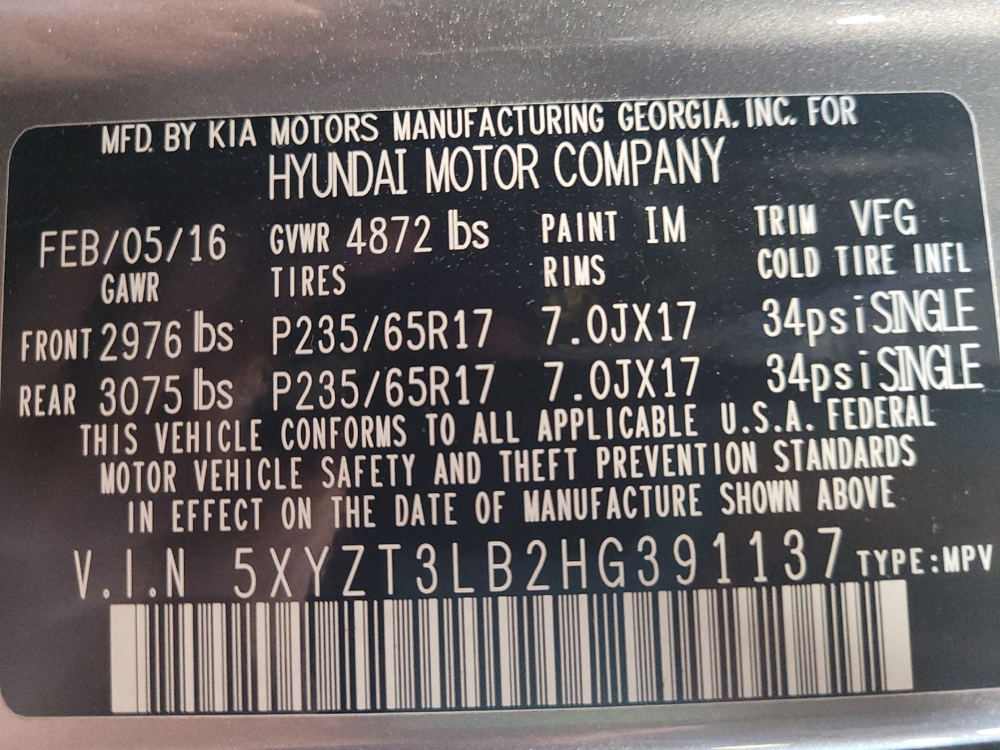 MFD. BY KIA MOTORS MANUFACTURING GEORGIA, INC. FOR
HYUNDAI MOTOR COMPANY
FEB/05/16 GVWR 4872 lbs PAINT IM TRIM VFG
GAWR TIRES RIMS COLD TIRE INFL
FRONT 2976 lbs P235/65R17 7.0JX17 34psi SINGLE
REAR 3075 lbs P235/65R17 7.0JX17 34psi SINGLE
THIS VEHICLE CONFORMS TO ALL APPLICABLE U.S.A. FEDERAL
MOTOR VEHICLE SAFETY AND THEFT PREVENTION STANDARDS
IN EFFECT ON THE DATE OF MANUFACTURE SHOWN ABOVE
V.I.N 5XYZT3LB2HG391137 TYPE:MPV